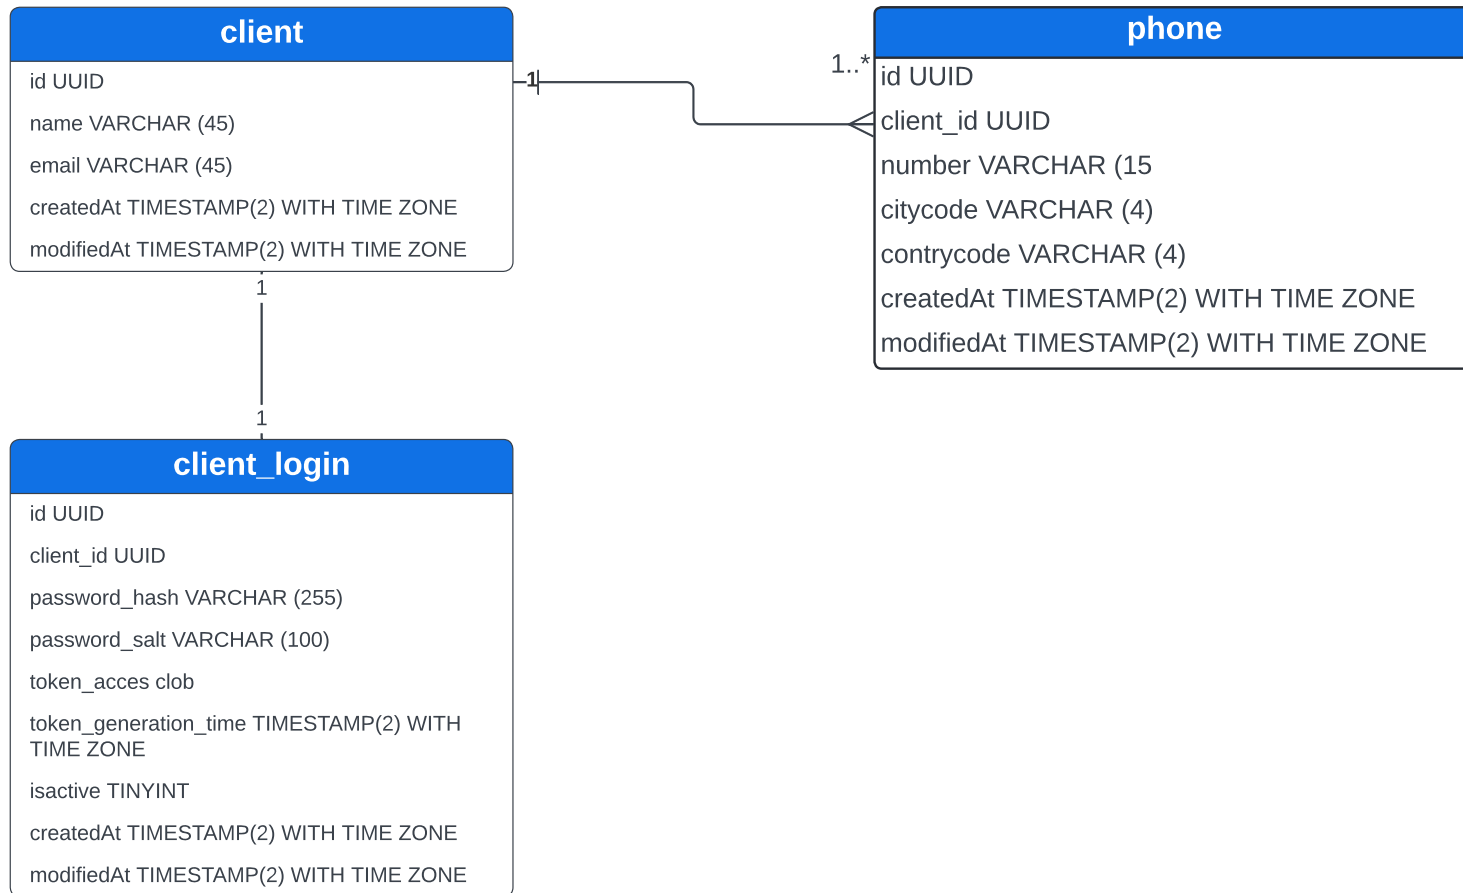 client
id UUID
name VARCHAR (45)
email VARCHAR (45)
createdAt TIMESTAMP(2) WITH TIME ZONE
modifiedAt TIMESTAMP(2) WITH TIME ZONE
1
1..*
phone
id UUID
client_id UUID
number VARCHAR (15
citycode VARCHAR (4)
contrycode VARCHAR (4)
createdAt TIMESTAMP(2) WITH TIME ZONE
modifiedAt TIMESTAMP(2) WITH TIME ZONE
1
1
client_login
id UUID
client_id UUID
password_hash VARCHAR (255)
password_salt VARCHAR (100)
token_acces clob
token_generation_time TIMESTAMP(2) WITH
TIME ZONE
isactive TINYINT
createdAt TIMESTAMP(2) WITH TIME ZONE
modifiedAt TIMESTAMP(2) WITH TIME ZONE